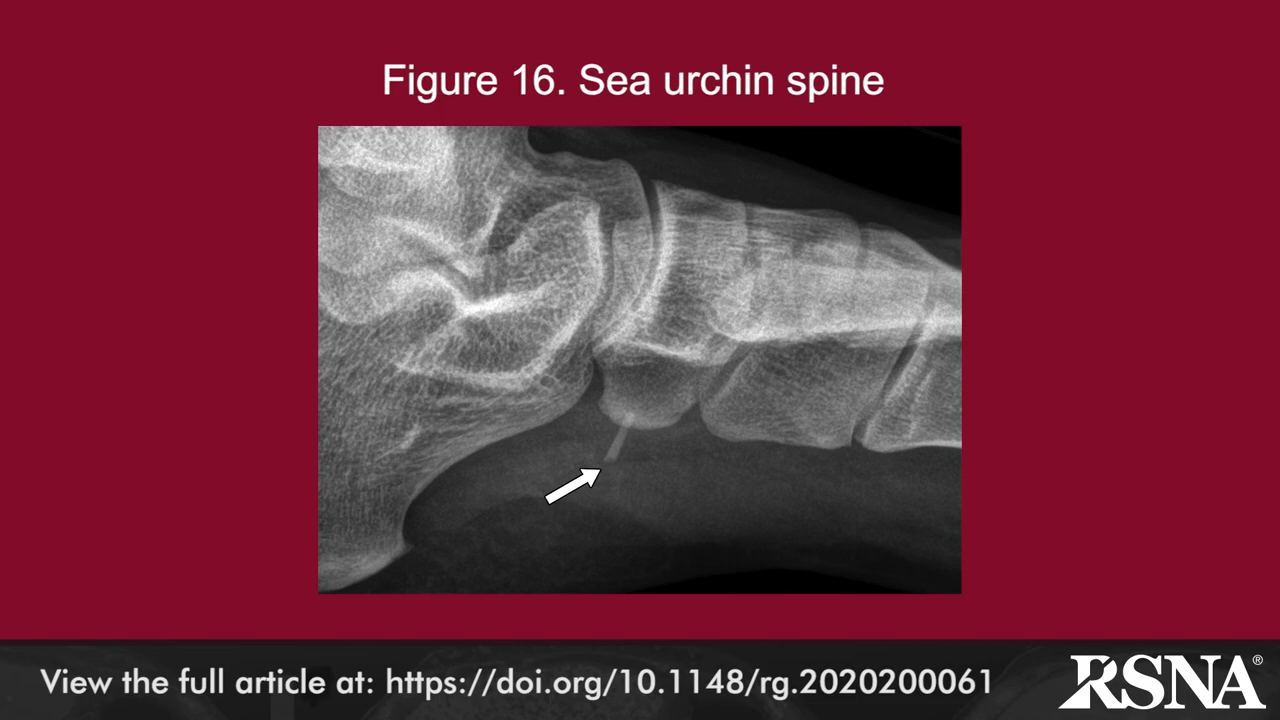 Figure 16. Sea urchin spine
View the full article at: https://doi.org/10.1148/rg.2020200061
RSNA®